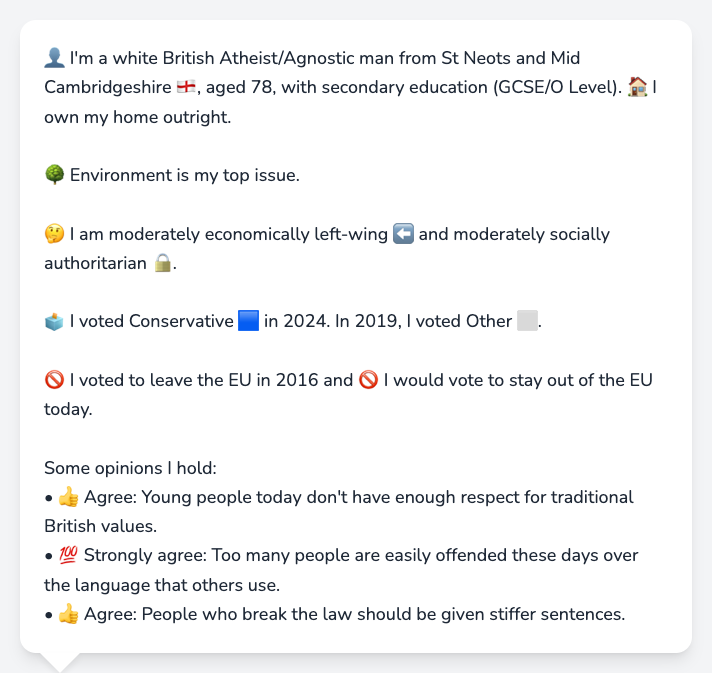 👤 I'm a white British Atheist/Agnostic man from St Neots and Mid
Cambridgeshire 🏴󠁧󠁢󠁥󠁮󠁧󠁿, aged 78, with secondary education (GCSE/O Level). 🏠 I
own my home outright.
🌳 Environment is my top issue.
🤔 I am moderately economically left-wing ⬅️ and moderately socially
authoritarian 🔒.
🗳️ I voted Conservative 🟦 in 2024. In 2019, I voted Other ⬜.
🚫 I voted to leave the EU in 2016 and 🚫 I would vote to stay out of the EU
today.
Some opinions I hold:
• 👍 Agree: Young people today don't have enough respect for traditional
British values.
• 💯 Strongly agree: Too many people are easily offended these days over
the language that others use.
• 👍 Agree: People who break the law should be given stiffer sentences.